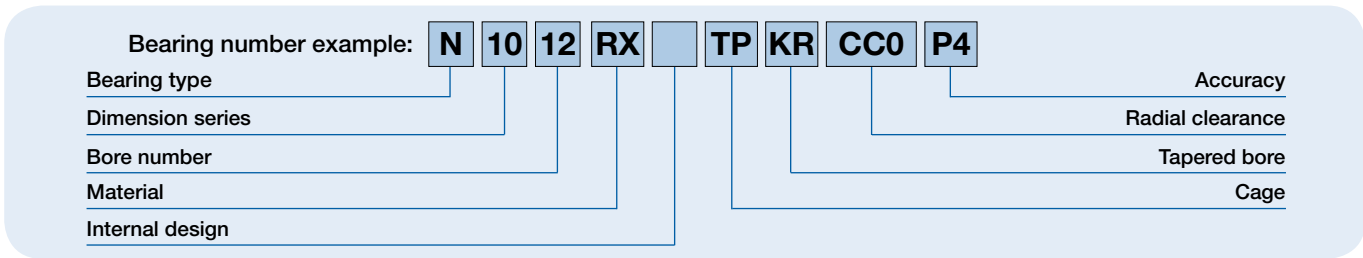 Bearing number example: N 10 12 RX TP KR CC0 P4
Bearing type
Accuracy
Dimension series
Radial clearance
Bore number
Tapered bore
Material
Cage
Internal design